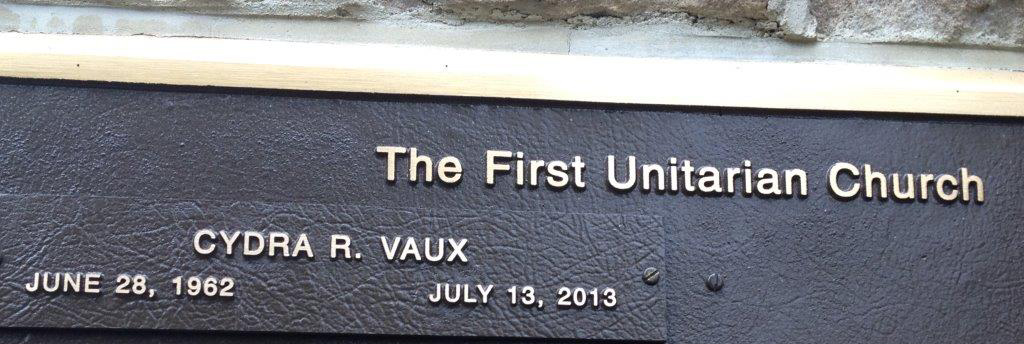 The First Unitarian Church
CYDRA R. VAUX
JUNE 28, 1962 JULY 13, 2013